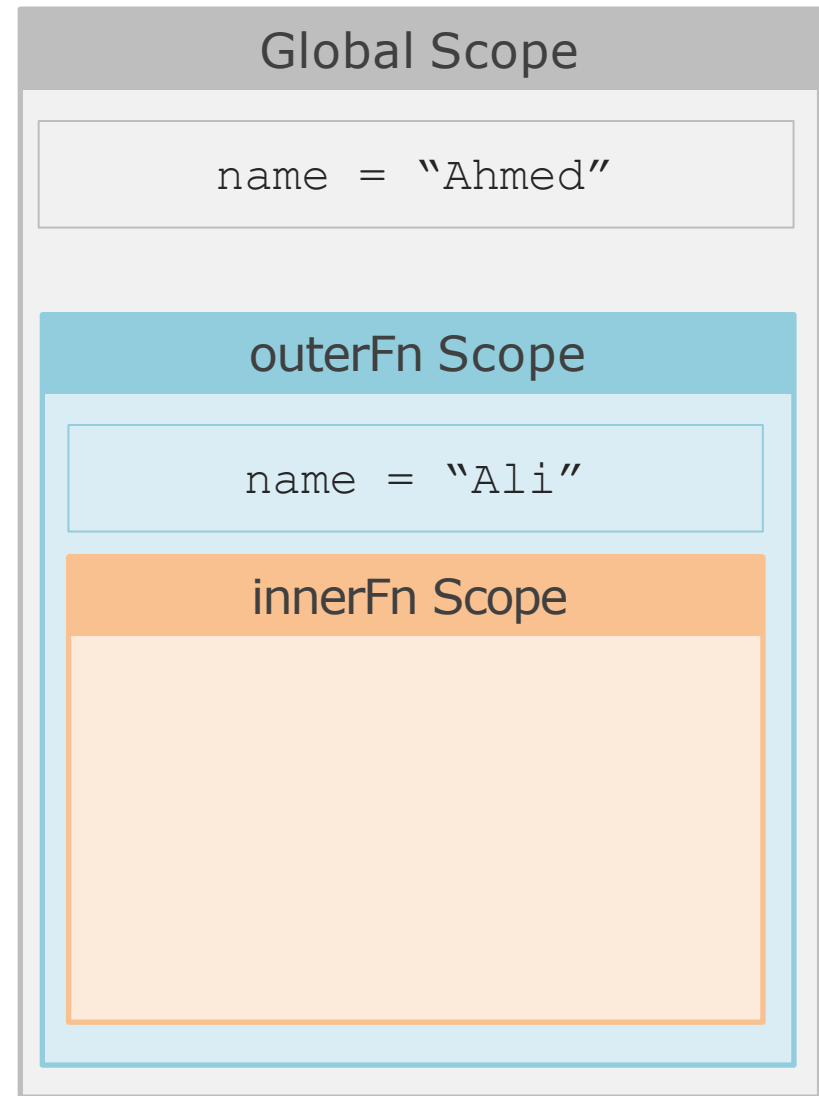 Global Scope
name = “Ahmed”
outerFn Scope
name = “Ali”
innerFn Scope